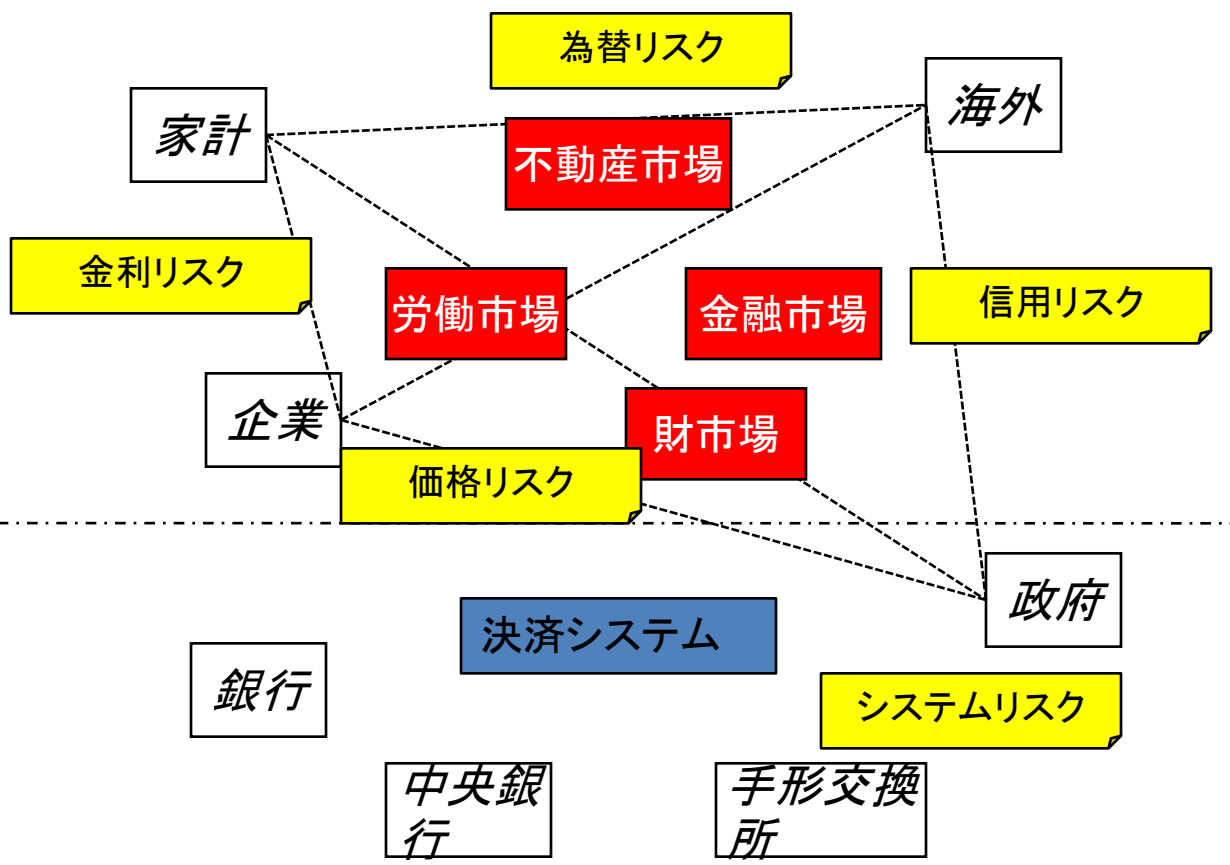 為替リスク
家計
海外
不動産市場
金利リスク
労働市場
金融市場
信用リスク
企業
財市場
価格リスク
政府
決済システム
銀行
システムリスク
中央銀
行
手形交換
所